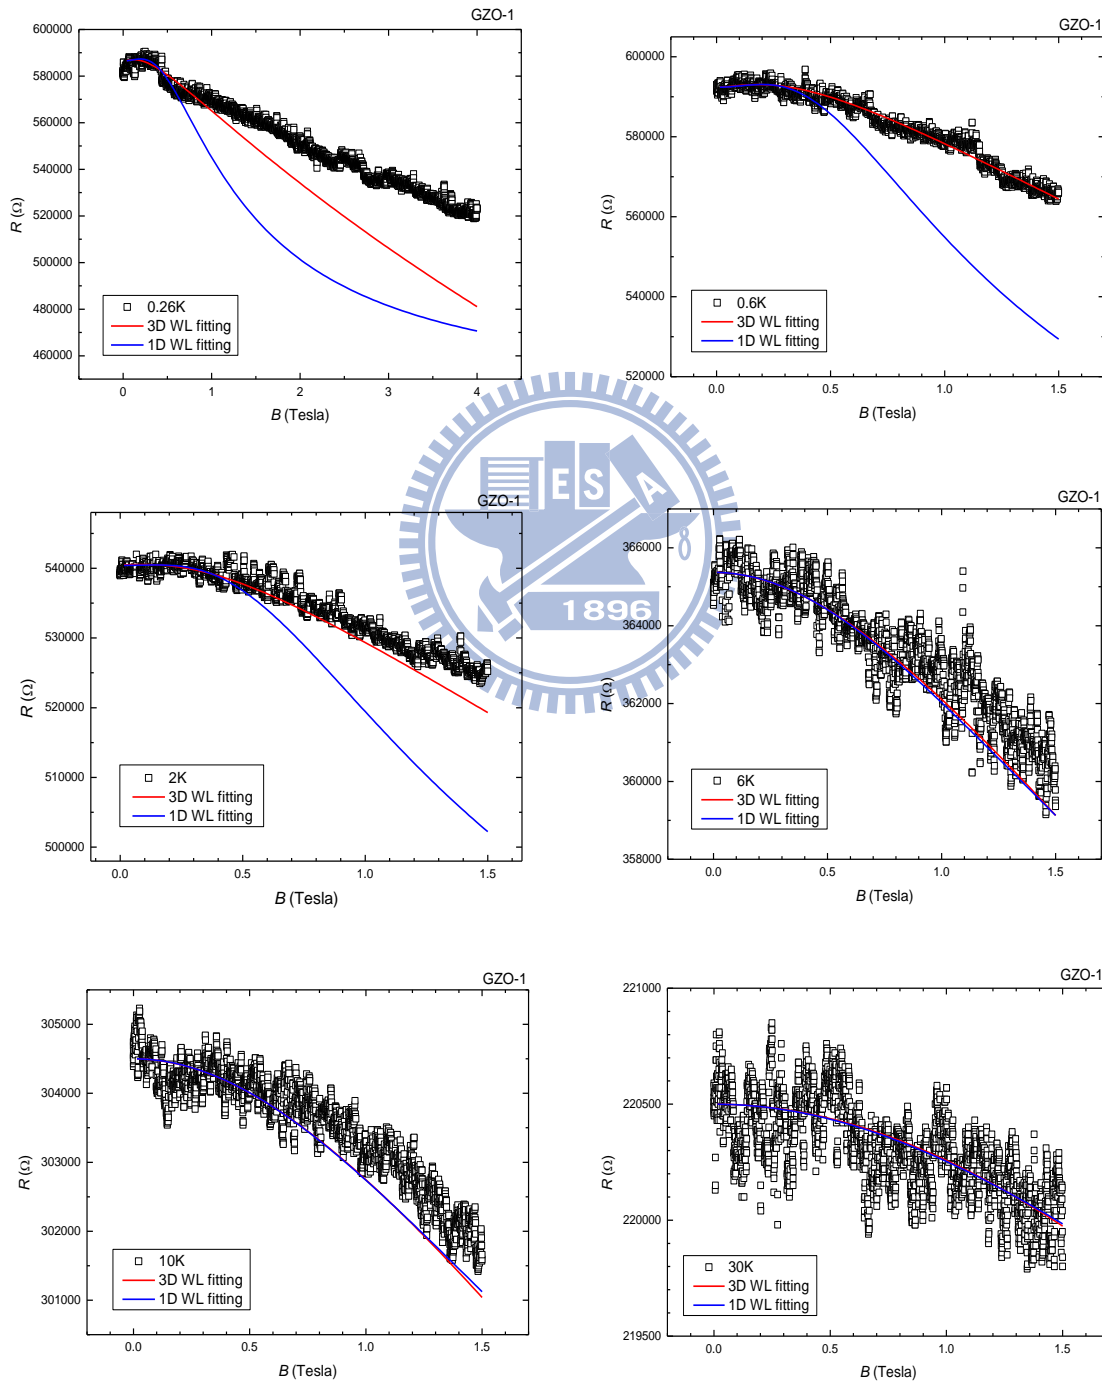 GZO-1
600000
580000
560000
540000
520000
500000
480000
460000
R (Ω)
0.26K
3D WL fitting
1D WL fitting
0 1 2 3 4
B (Tesla)
GZO-1
600000
580000
560000
540000
520000
R (Ω)
0.6K
3D WL fitting
1D WL fitting
0.0 0.5 1.0 1.5
B (Tesla)
E S A
8
1896
GZO-1
540000
530000
520000
510000
500000
R (Ω)
2K
3D WL fitting
1D WL fitting
0.0 0.5 1.0 1.5
B (Tesla)
GZO-1
366000
364000
362000
360000
358000
R (Ω)
6K
3D WL fitting
1D WL fitting
0.0 0.5 1.0 1.5
B (Tesla)
GZO-1
305000
304000
303000
302000
301000
R (Ω)
10K
3D WL fitting
1D WL fitting
0.0 0.5 1.0 1.5
B (Tesla)
GZO-1
221000
220500
220000
219500
R (Ω)
30K
3D WL fitting
1D WL fitting
0.0 0.5 1.0 1.5
B (Tesla)